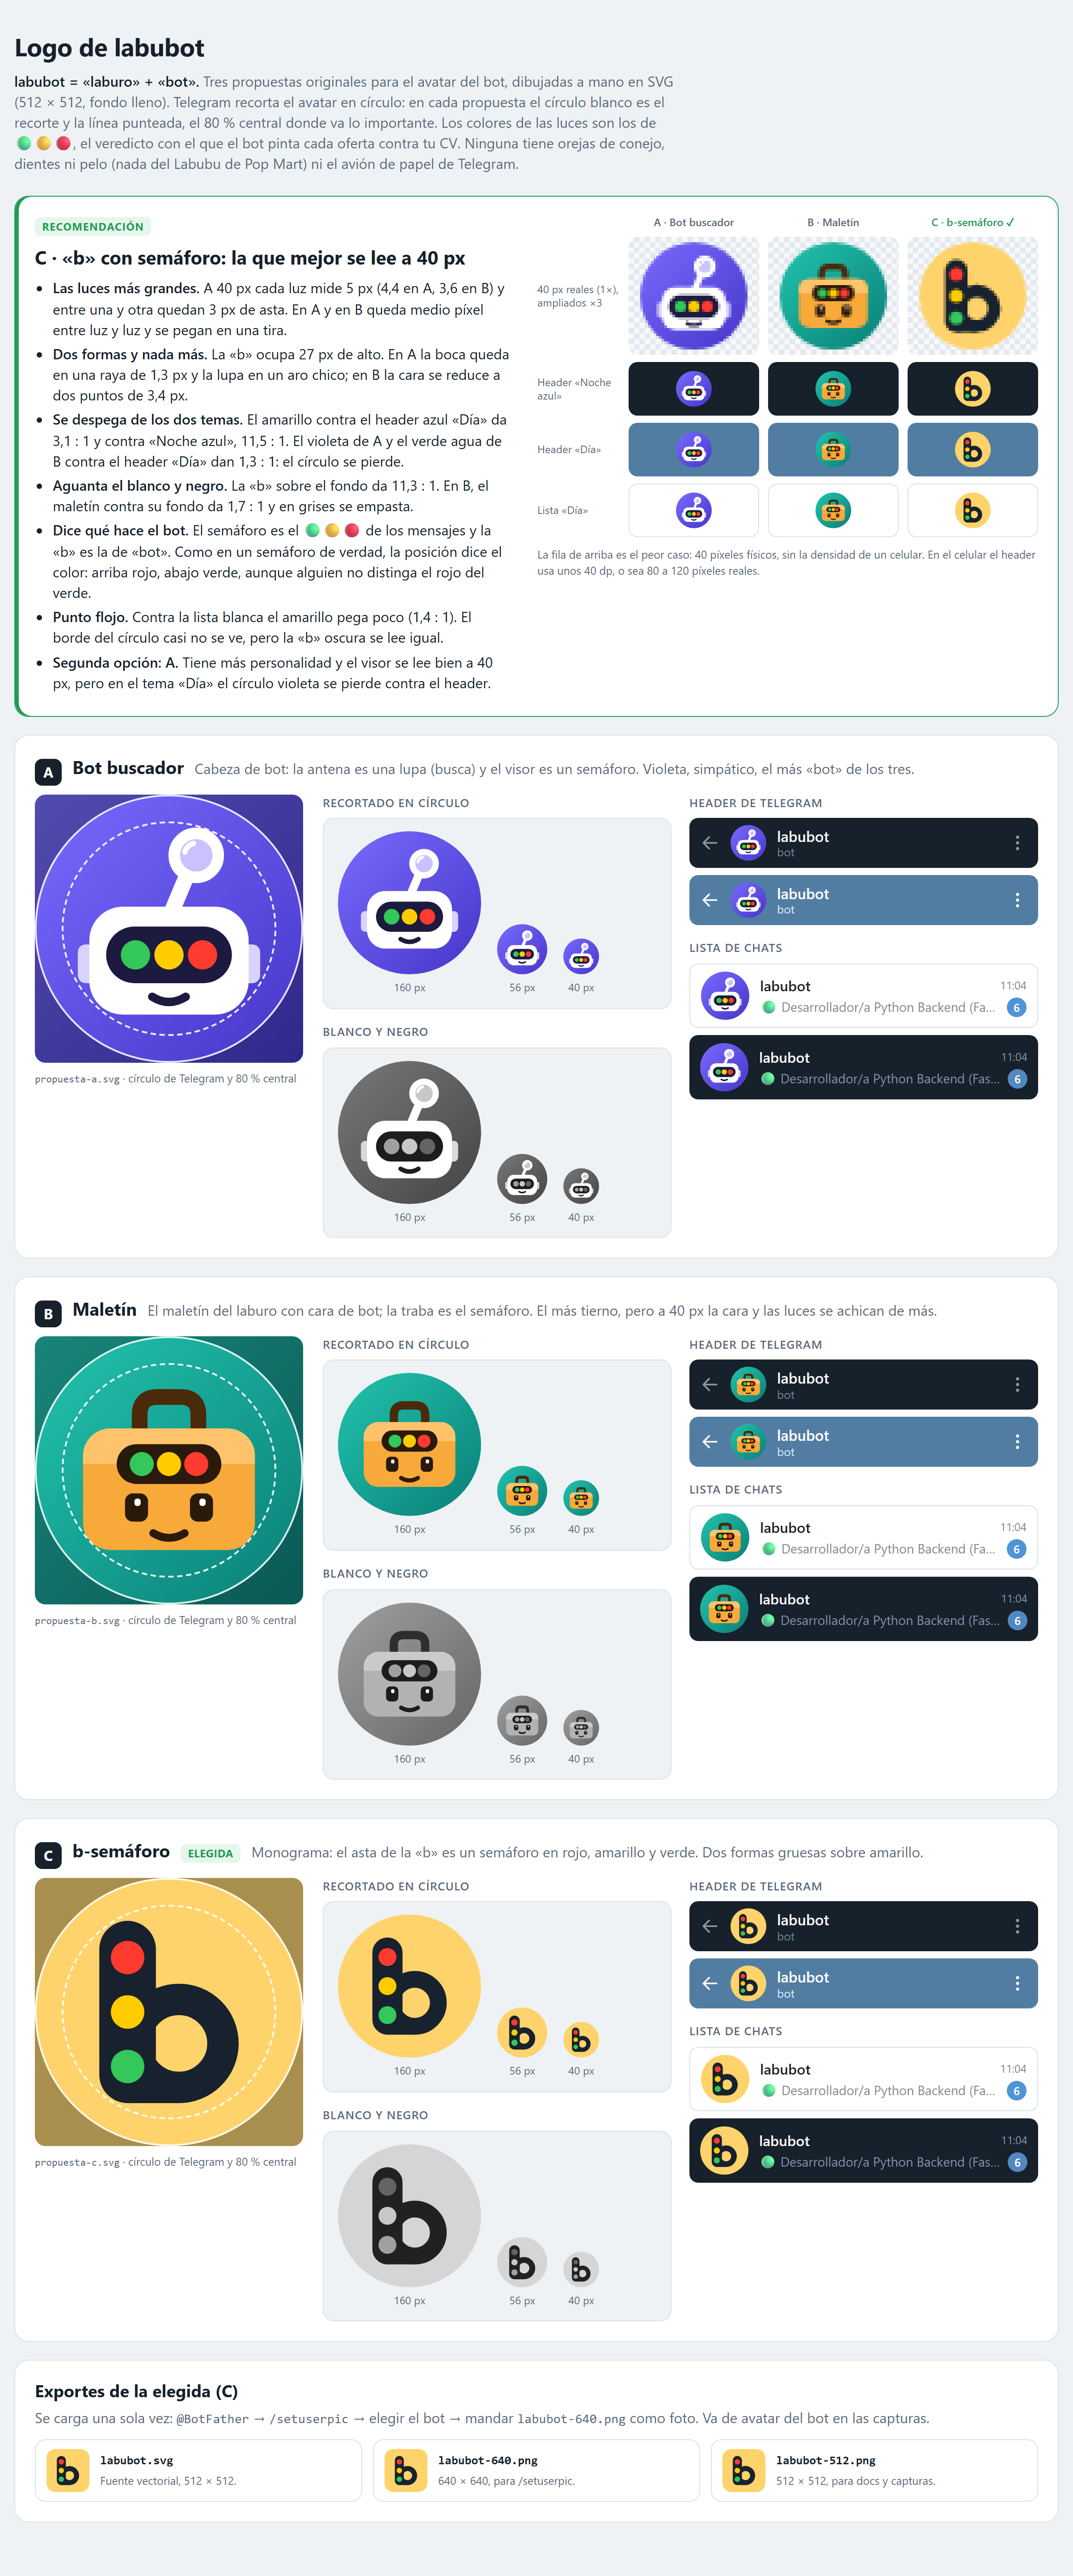 Logo de labubot
labubot = «laburo» + «bot». Tres propuestas originales para el avatar del bot, dibujadas a mano en SVG
(512 × 512, fondo lleno). Telegram recorta el avatar en círculo: en cada propuesta el círculo blanco es el
recorte y la línea punteada, el 80 % central donde va lo importante. Los colores de las luces son los de
🟢 🟡 🔴, el veredicto con el que el bot pinta cada oferta contra tu CV. Ninguna tiene orejas de conejo,
dientes ni pelo (nada del Labubu de Pop Mart) ni el avión de papel de Telegram.
RECOMENDACIÓN
C · «b» con semáforo: la que mejor se lee a 40 px
• Las luces más grandes. A 40 px cada luz mide 5 px (4,4 en A, 3,6 en B) y
entre una y otra quedan 3 px de asta. En A y en B queda medio píxel
entre luz y luz y se pegan en una tira.
• Dos formas y nada más. La «b» ocupa 27 px de alto. En A la boca queda
en una raya de 1,3 px y la lupa en un aro chico; en B la cara se reduce a
dos puntos de 3,4 px.
• Se despega de los dos temas. El amarillo contra el header azul «Día» da
3,1 : 1 y contra «Noche azul», 11,5 : 1. El violeta de A y el verde agua de
B contra el header «Día» dan 1,3 : 1: el círculo se pierde.
• Aguanta el blanco y negro. La «b» sobre el fondo da 11,3 : 1. En B, el
maletín contra su fondo da 1,7 : 1 y en grises se empasta.
• Dice qué hace el bot. El semáforo es el 🟢 🟡 🔴 de los mensajes y la
«b» es la de «bot». Como en un semáforo de verdad, la posición dice el
color: arriba rojo, abajo verde, aunque alguien no distinga el rojo del
verde.
• Punto flojo. Contra la lista blanca el amarillo pega poco (1,4 : 1). El
borde del círculo casi no se ve, pero la «b» oscura se lee igual.
• Segunda opción: A. Tiene más personalidad y el visor se lee bien a 40
px, pero en el tema «Día» el círculo violeta se pierde contra el header.
A · Bot buscador
B · Maletín
C · b-semáforo ✓
40 px reales (1×),
ampliados ×3
Header «Noche
azul»
Header «Día»
Lista «Día»
La fila de arriba es el peor caso: 40 píxeles físicos, sin la densidad de un celular. En el celular el header
usa unos 40 dp, o sea 80 a 120 píxeles reales.
A
Bot buscador
Cabeza de bot: la antena es una lupa (busca) y el visor es un semáforo. Violeta, simpático, el más «bot» de los tres.
propuesta-a.svg · círculo de Telegram y 80 % central
RECORTADO EN CÍRCULO
160 px
56 px
40 px
BLANCO Y NEGRO
160 px
56 px
40 px
HEADER DE TELEGRAM
labubot
bot
labubot
bot
LISTA DE CHATS
labubot
11:04
🟢 Desarrollador/a Python Backend (Fa...
6
labubot
11:04
🟢 Desarrollador/a Python Backend (Fas...
6
B
Maletín
El maletín del laburo con cara de bot; la traba es el semáforo. El más tierno, pero a 40 px la cara y las luces se achican de más.
propuesta-b.svg · círculo de Telegram y 80 % central
RECORTADO EN CÍRCULO
160 px
56 px
40 px
BLANCO Y NEGRO
160 px
56 px
40 px
HEADER DE TELEGRAM
labubot
bot
labubot
bot
LISTA DE CHATS
labubot
11:04
🟢 Desarrollador/a Python Backend (Fa...
6
labubot
11:04
🟢 Desarrollador/a Python Backend (Fas...
6
C
b-semáforo
ELEGIDA
Monograma: el asta de la «b» es un semáforo en rojo, amarillo y verde. Dos formas gruesas sobre amarillo.
propuesta-c.svg · círculo de Telegram y 80 % central
RECORTADO EN CÍRCULO
160 px
56 px
40 px
BLANCO Y NEGRO
160 px
56 px
40 px
HEADER DE TELEGRAM
labubot
bot
labubot
bot
LISTA DE CHATS
labubot
11:04
🟢 Desarrollador/a Python Backend (Fa...
6
labubot
11:04
🟢 Desarrollador/a Python Backend (Fas...
6
Exportes de la elegida (C)
Se carga una sola vez: @BotFather → /setuserpic → elegir el bot → mandar labubot-640.png como foto. Va de avatar del bot en las capturas.
labubot.svg
Fuente vectorial, 512 × 512.
labubot-640.png
640 × 640, para /setuserpic.
labubot-512.png
512 × 512, para docs y capturas.